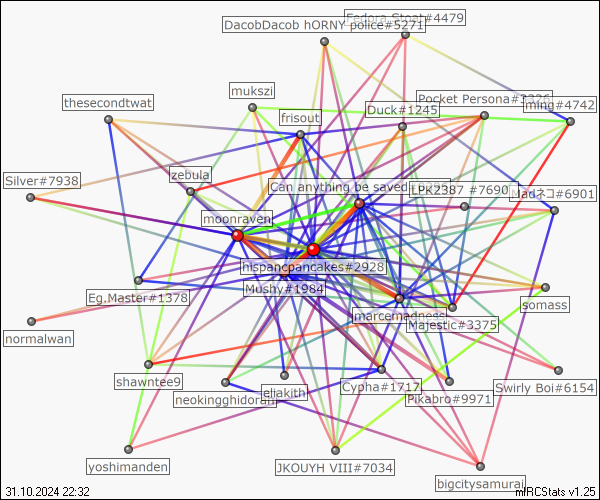 Fedora Stoat#4479
DacobDacob hORNY police#5271
mukszi
Pocket Persona#3326
thesecondtwat
ming#4742
Duck#1245
frisout
zebula
Silver#7938
Can anything be saved
LPK2387 #7690
Madネコ#6901
moonraven
hispancpancakes#2928
Mushy#1984
Eg.Master#1378
somass
marcemadness
Majestic#3375
normalwan
shawntee9
Cypha#1717
Swirly Boi#6154
eliakith
neokingghidorah
Pikabro#9971
yoshimanden
JKOUYH VIII#7034
bigcitysamurai
31.10.2024 22:32
mIRCStats v1.25